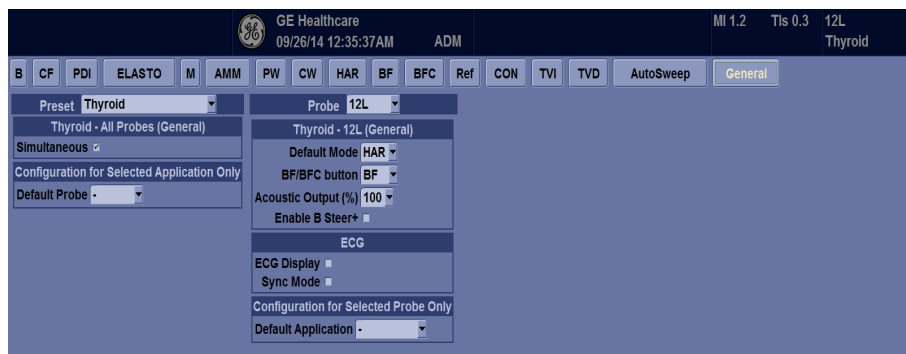 GE Healthcare
09/26/14 12:35:37AM ADM
MI 1.2 TIs 0.3 12L
Thyroid
B CF PDI ELASTO M AMM PW CW HAR BF BFC Ref CON TVI TVD AutoSweep General
Preset Thyroid
Thyroid - All Probes (General)
Simultaneous
Configuration for Selected Application Only
Default Probe -
Probe 12L
Thyroid - 12L (General)
Default Mode HAR
BF/BFC button BF
Acoustic Output (%) 100
Enable B Steer+
ECG
ECG Display
Sync Mode
Configuration for Selected Probe Only
Default Application -